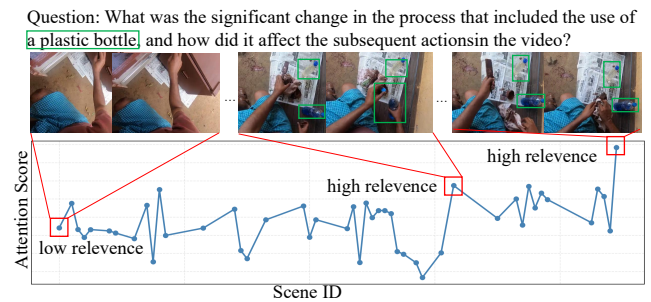 Question: What was the significant change in the process that included the use of
a plastic bottle, and how did it affect the subsequent actionsin the video?
... ...
high relevence
high relevence
low relevence
Attention Score
Scene ID